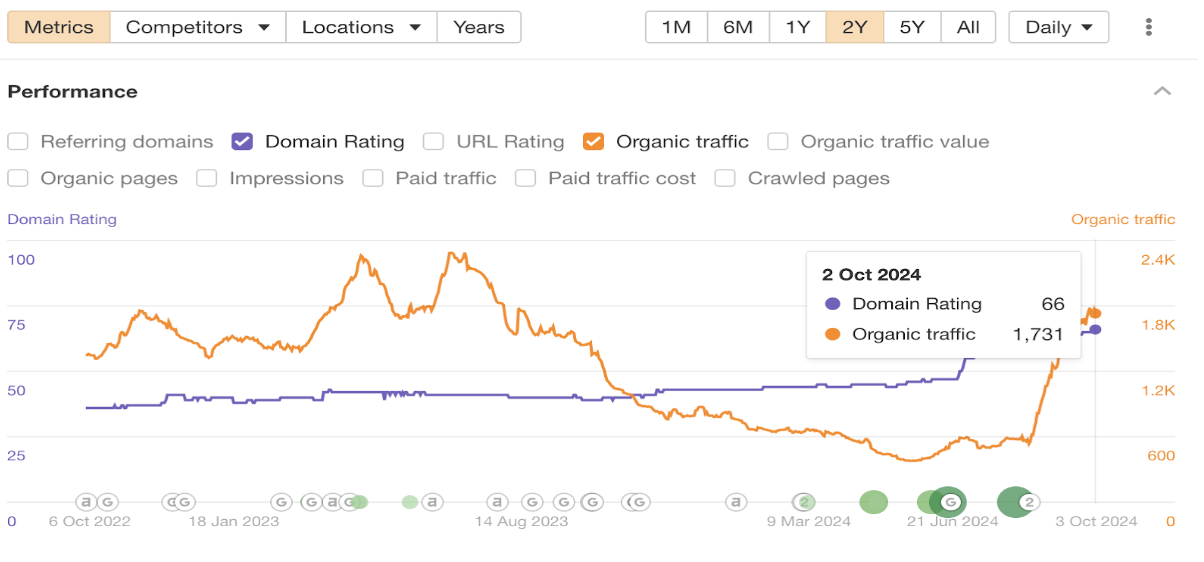 Metrics Competitors Locations Years 1M 6M 1Y 2Y 5Y All Daily
Performance
Referring domains Domain Rating URL Rating Organic traffic Organic traffic value
Organic pages Impressions Paid traffic Paid traffic cost Crawled pages
Domain Rating Organic traffic
100 2.4K
2 Oct 2024
Domain Rating 66
75 1.8K
Organic traffic 1,731
50 1.2K
25 600
a G G G G a G a a G G G G a 2 G 2
0 6 Oct 2022 18 Jan 2023 14 Aug 2023 9 Mar 2024 21 Jun 2024 3 Oct 2024 0